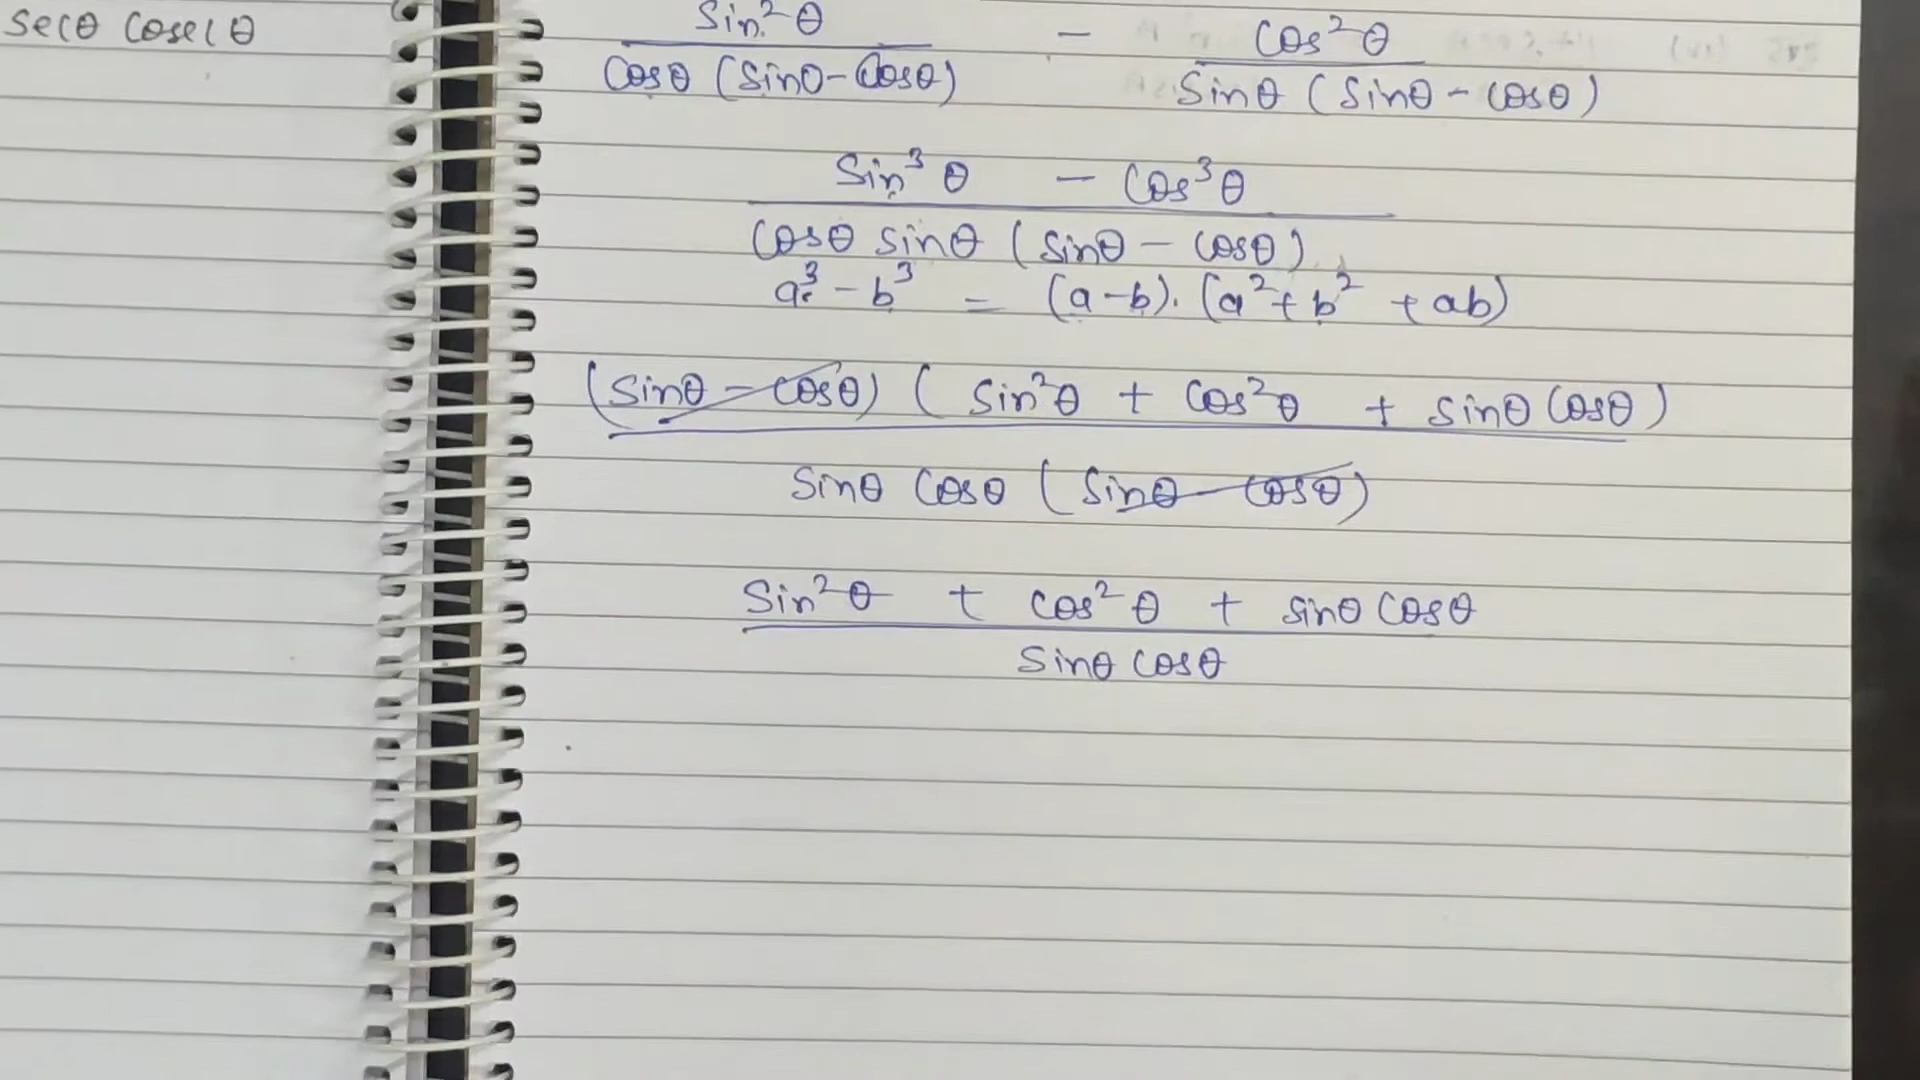 secθ cosecθ
sin²θ - cos²θ
cosθ (sinθ - cosθ) sinθ (sinθ - cosθ)
sin³θ - cos³θ
cosθ sinθ (sinθ - cosθ)
a³ - b³ = (a-b). (a²+b² +ab)
(sinθ - cosθ) (sin²θ + cos²θ + sinθ cosθ)
sinθ cosθ (sinθ - cosθ)
sin²θ + cos²θ + sinθ cosθ
sinθ cosθ